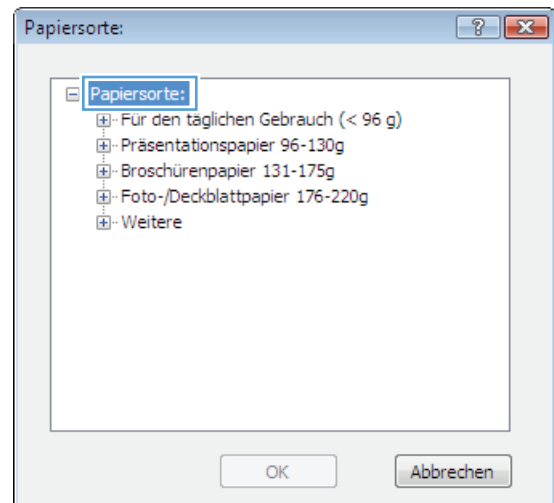 Papiersorte:
Papiersorte:
Für den täglichen Gebrauch (< 96 g)
Präsentationspapier 96-130g
Broschürenpapier 131-175g
Foto-/Deckblattpapier 176-220g
Weitere
OK
Abbrechen